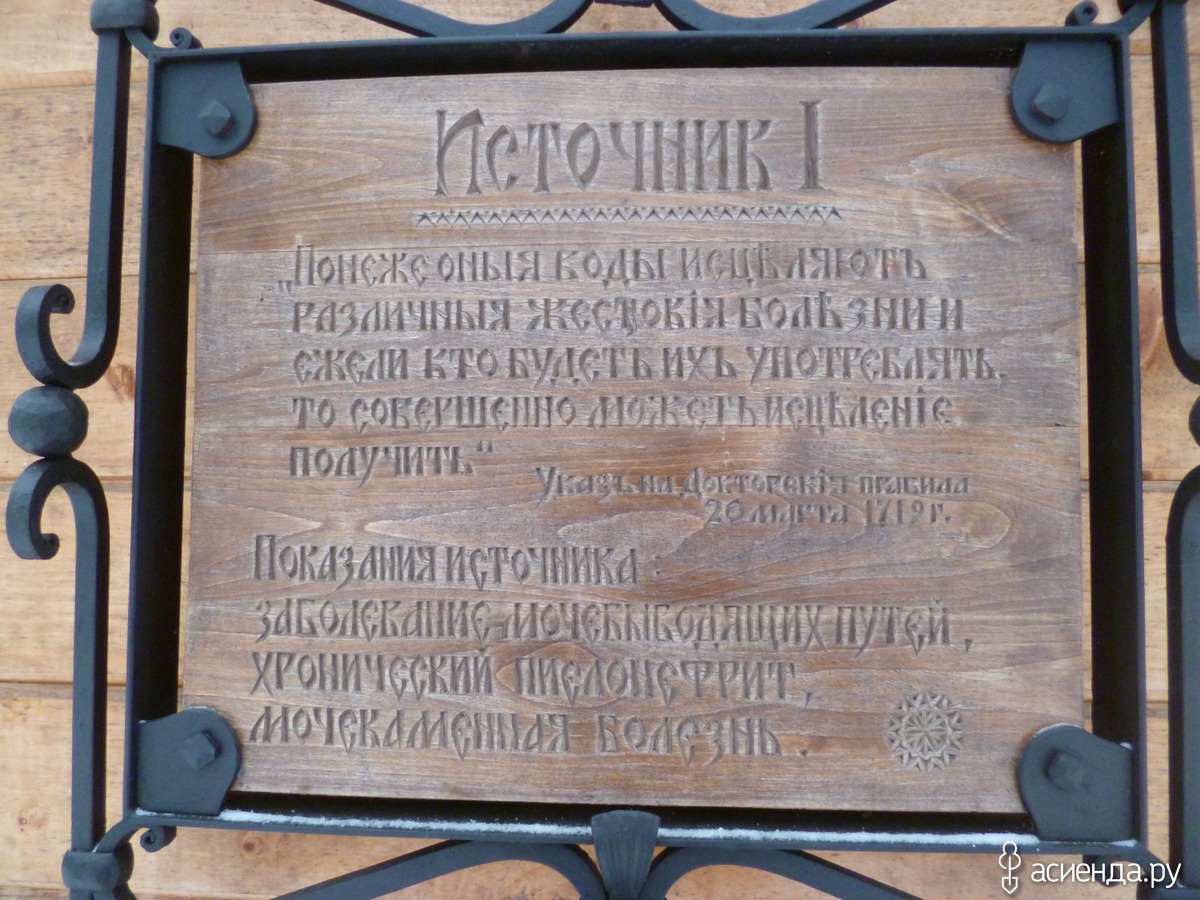 Источник I
„Понеже оныя воды исцѣляютъ
различныя жестокія болѣзни и
ежели кто будетъ ихъ употреблять,
то совершенно можетъ исцѣленіе
получить“
Указъ на Докторскія правила
20 марта 1719г.
Показания источника:
заболевание мочевыводящих путей,
хронический пиелонефрит,
мочекаменная болезнь.
асиенда.ру